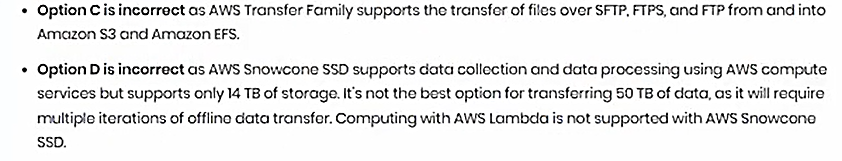 • Option C is incorrect as AWS Transfer Family supports the transfer of files over SFTP, FTPS, and FTP from and into
Amazon S3 and Amazon EFS.
• Option D is incorrect as AWS Snowcone SSD supports data collection and data processing using AWS compute
services but supports only 14 TB of storage. It's not the best option for transferring 50 TB of data, as it will require
multiple iterations of offline data transfer. Computing with AWS Lambda is not supported with AWS Snowcone
SSD.